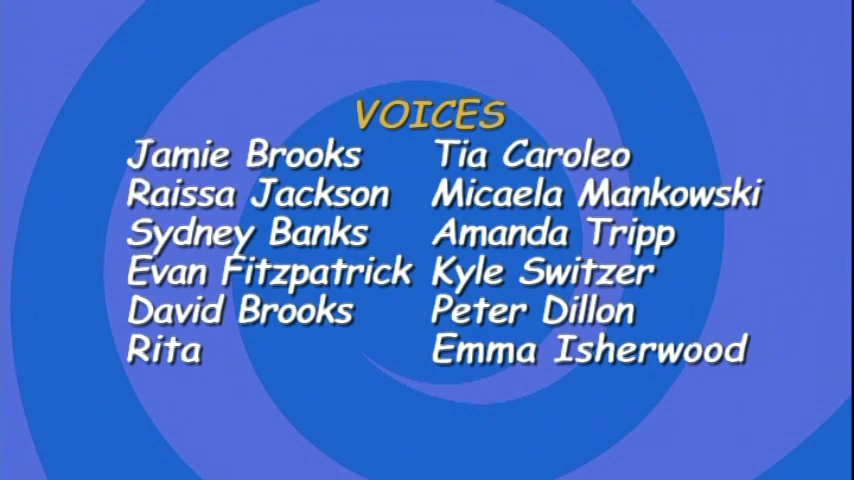 VOICES
Jamie Brooks Tia Caroleo
Raissa Jackson Micaela Mankowski
Sydney Banks Amanda Tripp
Evan Fitzpatrick Kyle Switzer
David Brooks Peter Dillon
Rita Emma Isherwood